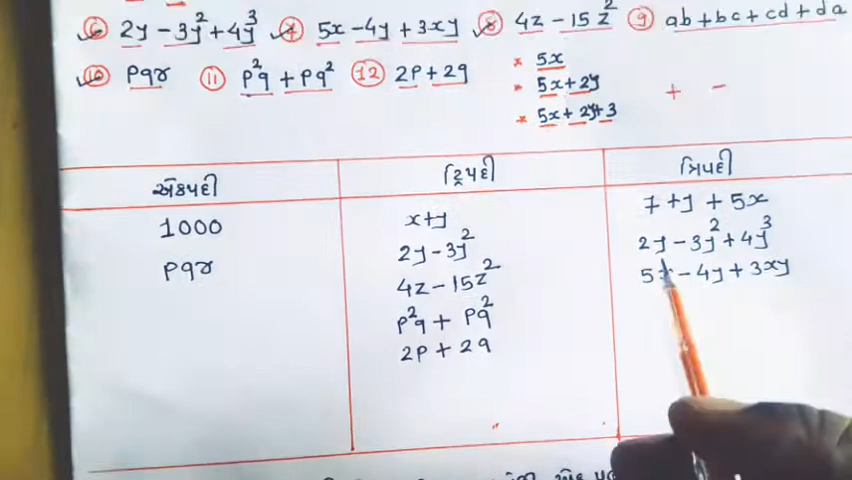 ⑥ 2y - 3y² + 4y³ ⑦ 5x - 4y + 3xy ⑧ 4z - 15z² ⑨ ab + bc + cd + da
⑩ pqr ⑪ p²q + pq² ⑫ 2p + 2q
* 5x
* 5x + 2y
* 5x + 2y + 3
+ -
એકપદી દ્વિપદી ત્રિપદી
1000 x+y 7 + y + 5x
pqr 2y - 3y² 2y - 3y² + 4y³
4z - 15z² 5x - 4y + 3xy
p²q + pq²
2p + 2q